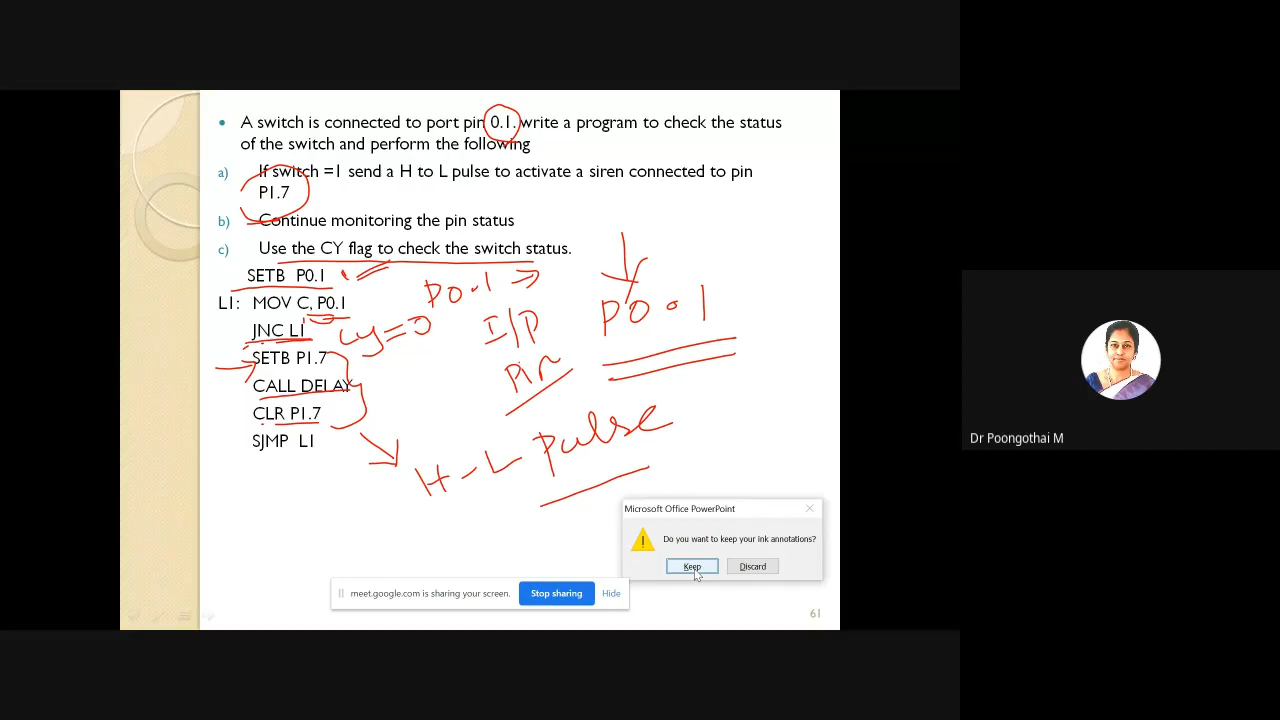 A switch is connected to port pin 0.1. write a program to check the status
of the switch and perform the following
a) If switch =1 send a H to L pulse to activate a siren connected to pin
P1.7
b) Continue monitoring the pin status
c) Use the CY flag to check the switch status.
SETB P0.1
L1: MOV C, P0.1
JNC L1
SETB P1.7
CALL DELAY
CLR P1.7
SJMP L1
P0.1 →
I/P
Pin
Cy=0
P0.1
H-L Pulse
Microsoft Office PowerPoint
Do you want to keep your ink annotations?
Keep Discard
meet.google.com is sharing your screen. Stop sharing Hide
61
Dr Poongothai M